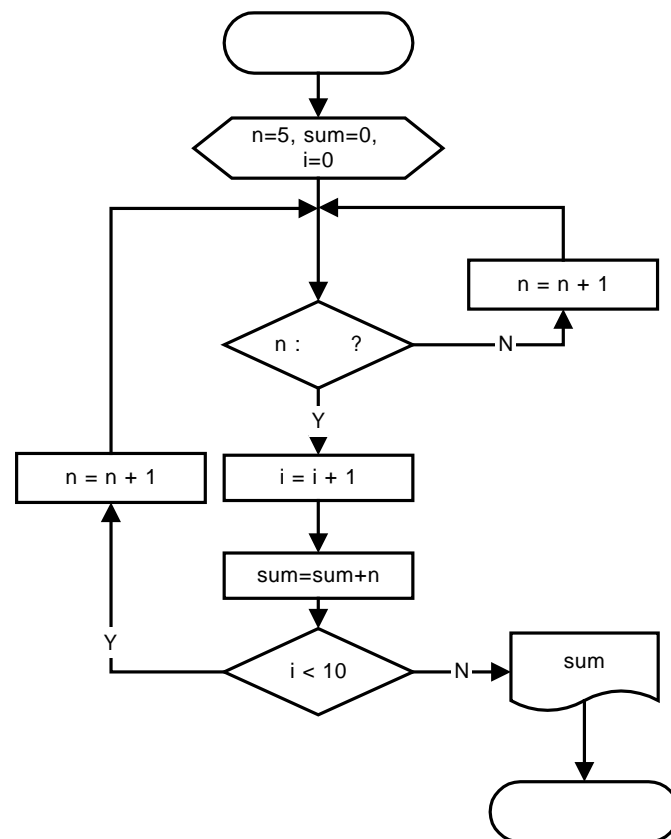 n=5, sum=0,
i=0
n = n + 1
n : ?
N
Y
n = n + 1
i = i + 1
sum=sum+n
Y
i < 10
N
sum